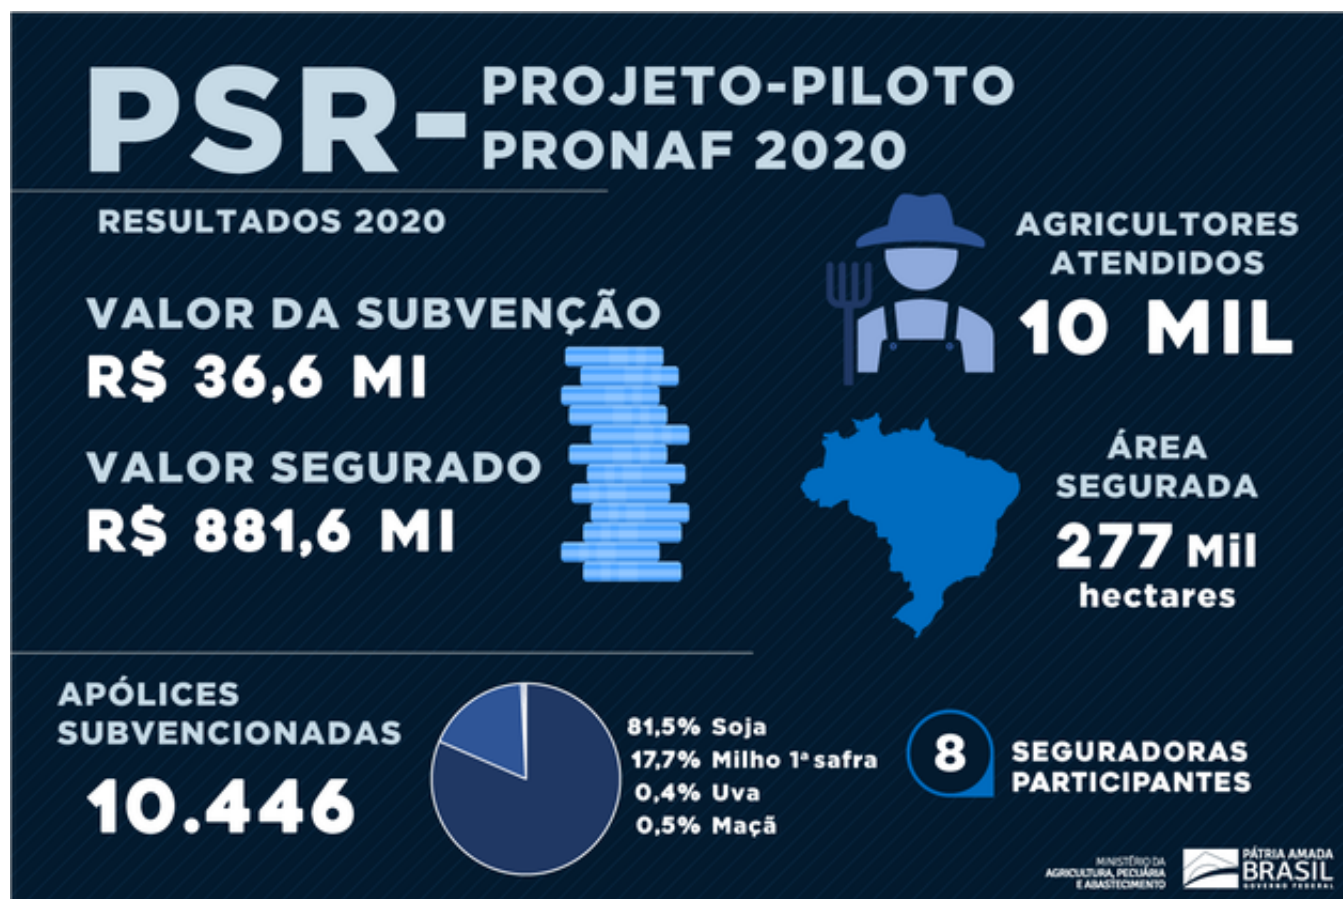 PSR-
PROJETO-PILOTO
PRONAF 2020
RESULTADOS 2020
VALOR DA SUBVENÇÃO
R$ 36,6 MI
VALOR SEGURADO
R$ 881,6 MI
AGRICULTORES
ATENDIDOS
10 MIL
ÁREA
SEGURADA
277 Mil
hectares
APÓLICES
SUBVENCIONADAS
10.446
81,5% Soja
17,7% Milho 1ª safra
0,4% Uva
0,5% Maçã
8
SEGURADORAS
PARTICIPANTES
MINISTÉRIO DA
AGRICULTURA, PECUÁRIA
E ABASTECIMENTO
PÁTRIA AMADA
BRASIL
GOVERNO FEDERAL